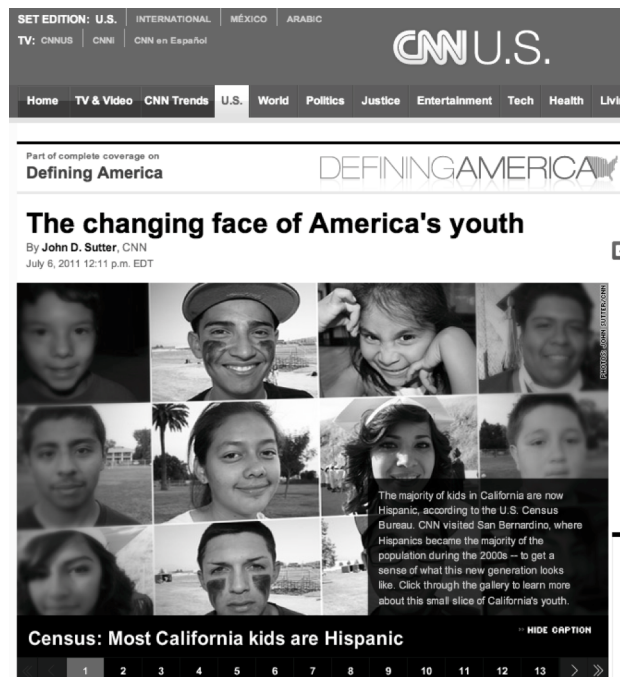 SET EDITION: U.S. INTERNATIONAL MÉXICO ARABIC
TV: CNNUS CNNI CNN en Español
CNN U.S.
Home TV & Video CNN Trends U.S. World Politics Justice Entertainment Tech Health
Part of complete coverage on
Defining America
DEFININGAMERICA
The changing face of America's youth
By John D. Sutter, CNN
July 6, 2011 12:11 p.m. EDT
PHOTOS: JOHN SUTTER/CNN
The majority of kids in California are now
Hispanic, according to the U.S. Census
Bureau. CNN visited San Bernardino, where
Hispanics became the majority of the
population during the 2000s -- to get a
sense of what this new generation looks
like. Click through the gallery to learn more
about this small slice of California's youth.
HIDE CAPTION
Census: Most California kids are Hispanic
1 2 3 4 5 6 7 8 9 10 11 12 13